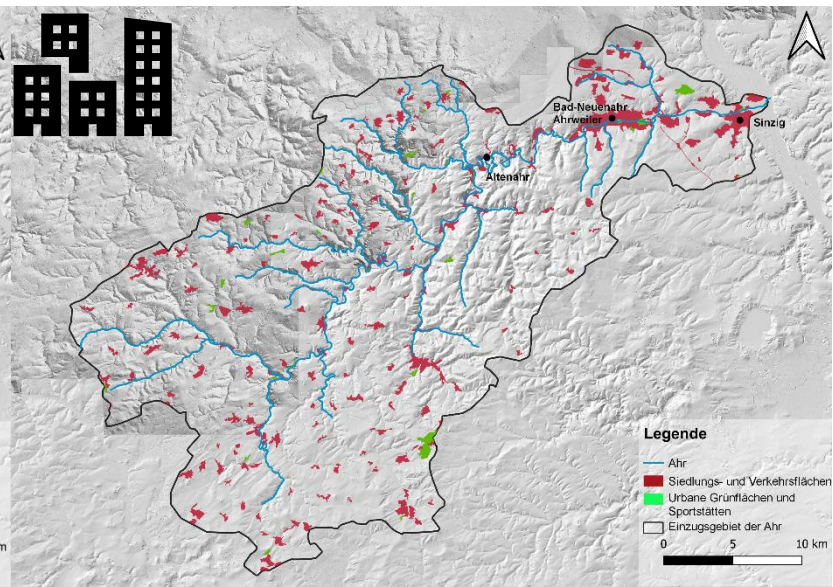 Bad-Neuenahr
Ahrweiler
Sinzig
Altenahr
Legende
Ahr
Siedlungs- und Verkehrsflächen
Urbane Grünflächen und
Sportstätten
Einzugsgebiet der Ahr
0 5 10 km
m